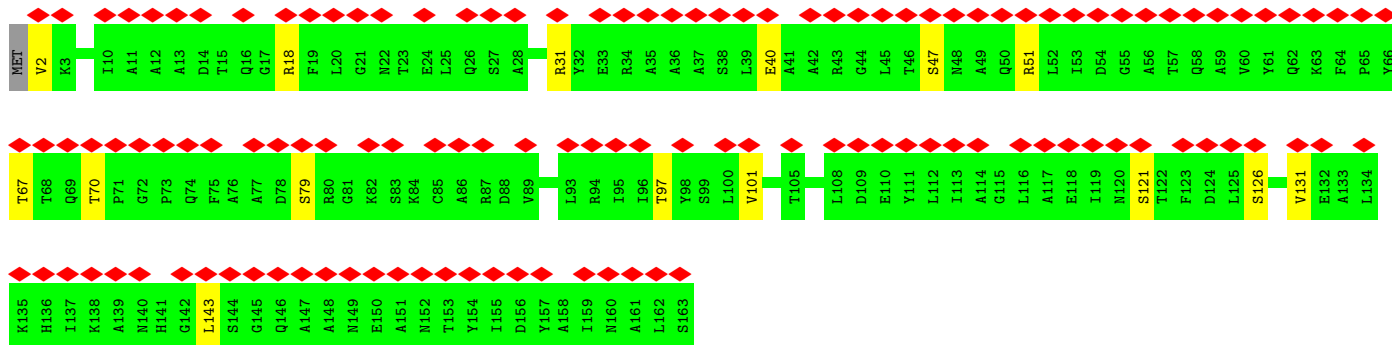 MET V2 K3 I10 A11 A12 A13 D14 T15 Q16 G17 R18 F19 L20 G21 N22 T23 E24 L25 Q26 S27 A28 R31 Y32 E33 R34 A35 A36 A37 S38 L39 E40 A41 A42 R43 G44 L45 T46 S47 N48 A49 Q50 R51 L52 I53 D54 G55 A56 T57 Q58 A59 V60 Y61 Q62 K63 F64 P65 Y66
T67 T68 Q69 T70 P71 G72 P73 Q74 F75 A76 A77 D78 S79 R80 G81 K82 S83 K84 C85 A86 R87 D88 V89 L93 R94 I95 I96 T97 Y98 S99 L100 V101 T105 L108 D109 E110 Y111 L112 I113 A114 G115 L116 A117 E118 I119 N120 S121 T122 F123 D124 L125 S126 V131 E132 A133 L134
K135 H136 I137 K138 A139 N140 H141 G142 L143 S144 G145 Q146 A147 A148 N149 E150 A151 N152 T153 Y154 I155 D156 Y157 A158 I159 N160 A161 L162 S163